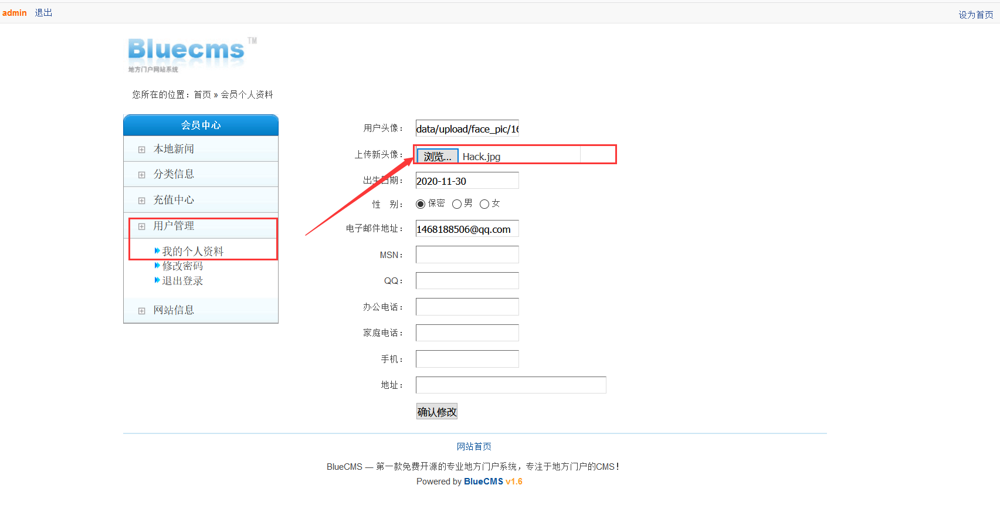 admin 退出
设为首页
Bluecms TM
地方门户网站系统
您所在的位置：首页 » 会员个人资料
会员中心
本地新闻
分类信息
充值中心
用户管理
我的个人资料
修改密码
退出登录
网站信息
用户头像： data/upload/face_pic/16
上传新头像： 浏览... Hack.jpg
出生日期： 2020-11-30
性 别： 保密 男 女
电子邮件地址： 1468188506@qq.com
MSN：
QQ：
办公电话：
家庭电话：
手机：
地址：
确认修改
网站首页
BlueCMS — 第一款免费开源的专业地方门户系统，专注于地方门户的CMS！
Powered by BlueCMS v1.6